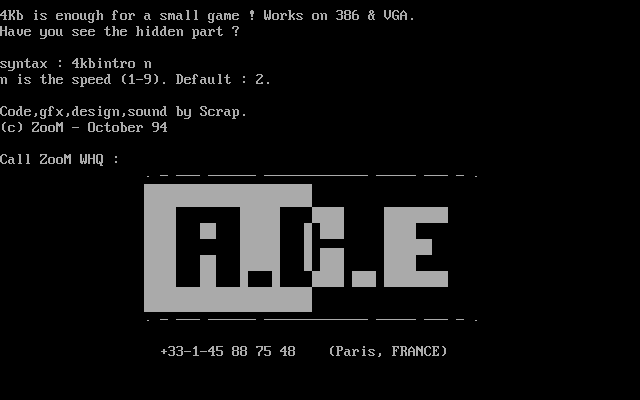 4Kb is enough for a small game ! Works on 386 & VGA.
Have you see the hidden part ?
syntax : 4kbintro n
n is the speed (1-9). Default : 2.
Code,gfx,design,sound by Scrap.
(c) ZooM - October 94
Call ZooM WHQ :
A.C.E
+33-1-45 88 75 48    (Paris, FRANCE)